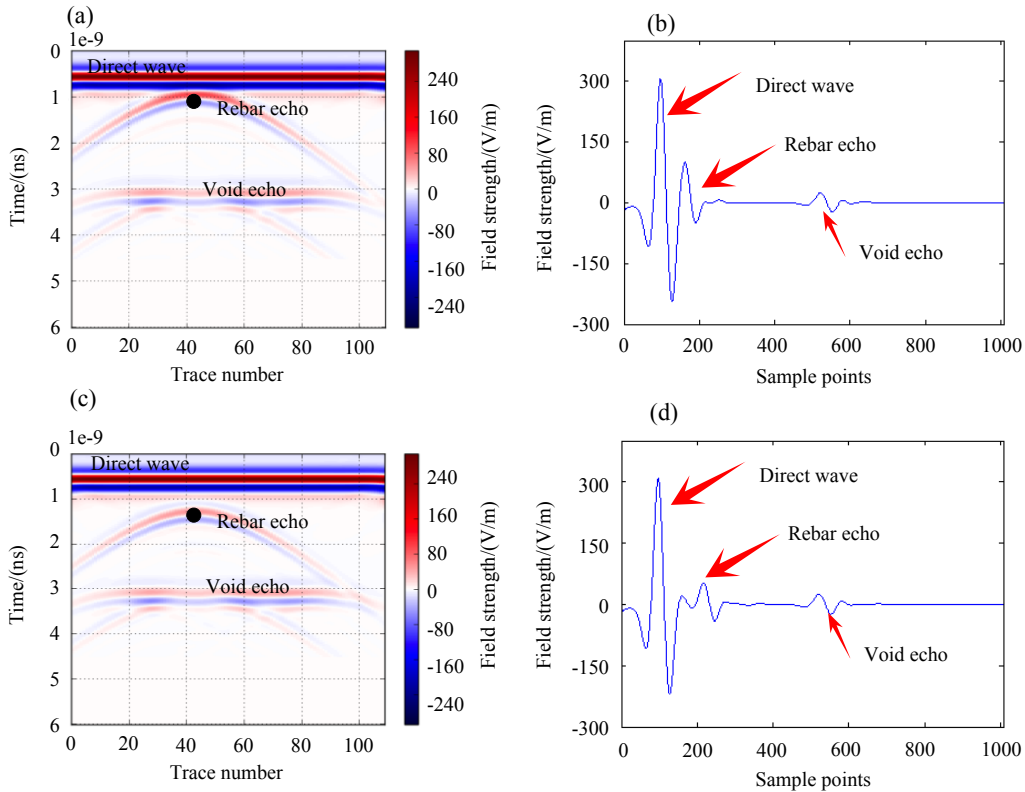 (a)
1e-9
0
1
2
3
4
5
6
Time/(ns)
Direct wave
Rebar echo
Void echo
0 20 40 60 80 100
Trace number
240
160
80
0
-80
-160
-240
Field strength/(V/m)
(b)
300
150
0
-150
-300
Field strength/(V/m)
Direct wave
Rebar echo
Void echo
0 200 400 600 800 1000
Sample points
(c)
1e-9
0
1
2
3
4
5
6
Time/(ns)
Direct wave
Rebar echo
Void echo
0 20 40 60 80 100
Trace number
240
160
80
0
-80
-160
-240
Field strength/(V/m)
(d)
300
150
0
-150
-300
Field strength/(V/m)
Direct wave
Rebar echo
Void echo
0 200 400 600 800 1000
Sample points